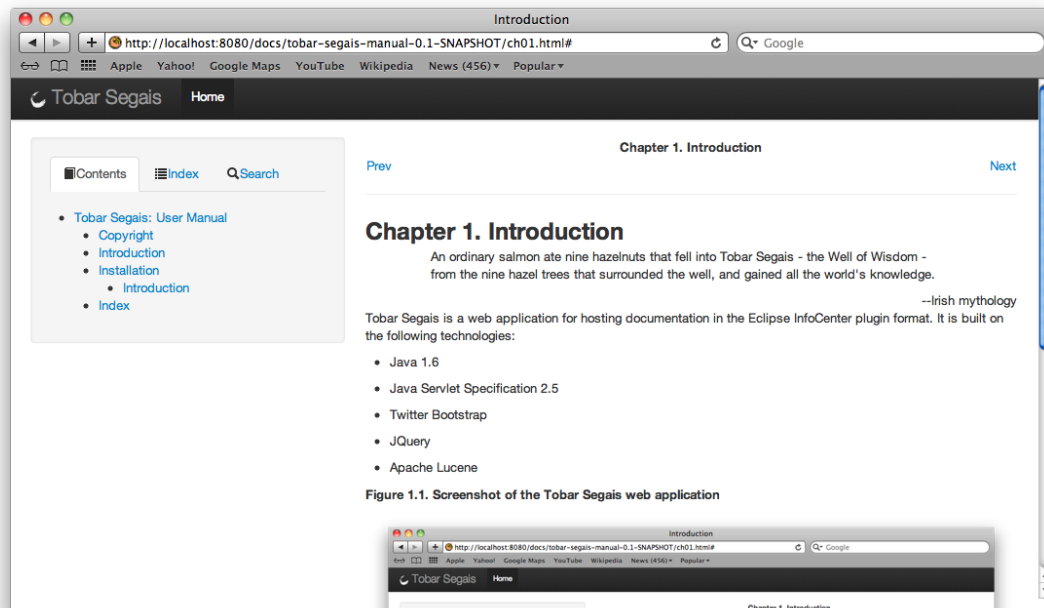 Introduction
http://localhost:8080/docs/tobar-segais-manual-0.1-SNAPSHOT/ch01.html#
Google
Apple Yahoo! Google Maps YouTube Wikipedia News (456) Popular
Tobar Segais Home
Contents Index Search
Tobar Segais: User Manual
Copyright
Introduction
Installation
Introduction
Index
Chapter 1. Introduction
Prev Next
Chapter 1. Introduction
An ordinary salmon ate nine hazelnuts that fell into Tobar Segais - the Well of Wisdom -
from the nine hazel trees that surrounded the well, and gained all the world's knowledge.
--Irish mythology
Tobar Segais is a web application for hosting documentation in the Eclipse InfoCenter plugin format. It is built on
the following technologies:
Java 1.6
Java Servlet Specification 2.5
Twitter Bootstrap
JQuery
Apache Lucene
Figure 1.1. Screenshot of the Tobar Segais web application
Introduction
http://localhost:8080/docs/tobar-segais-manual-0.1-SNAPSHOT/ch01.html#
Google
Apple Yahoo! Google Maps YouTube Wikipedia News (456) Popular
Tobar Segais Home
Chapter 1. Introduction